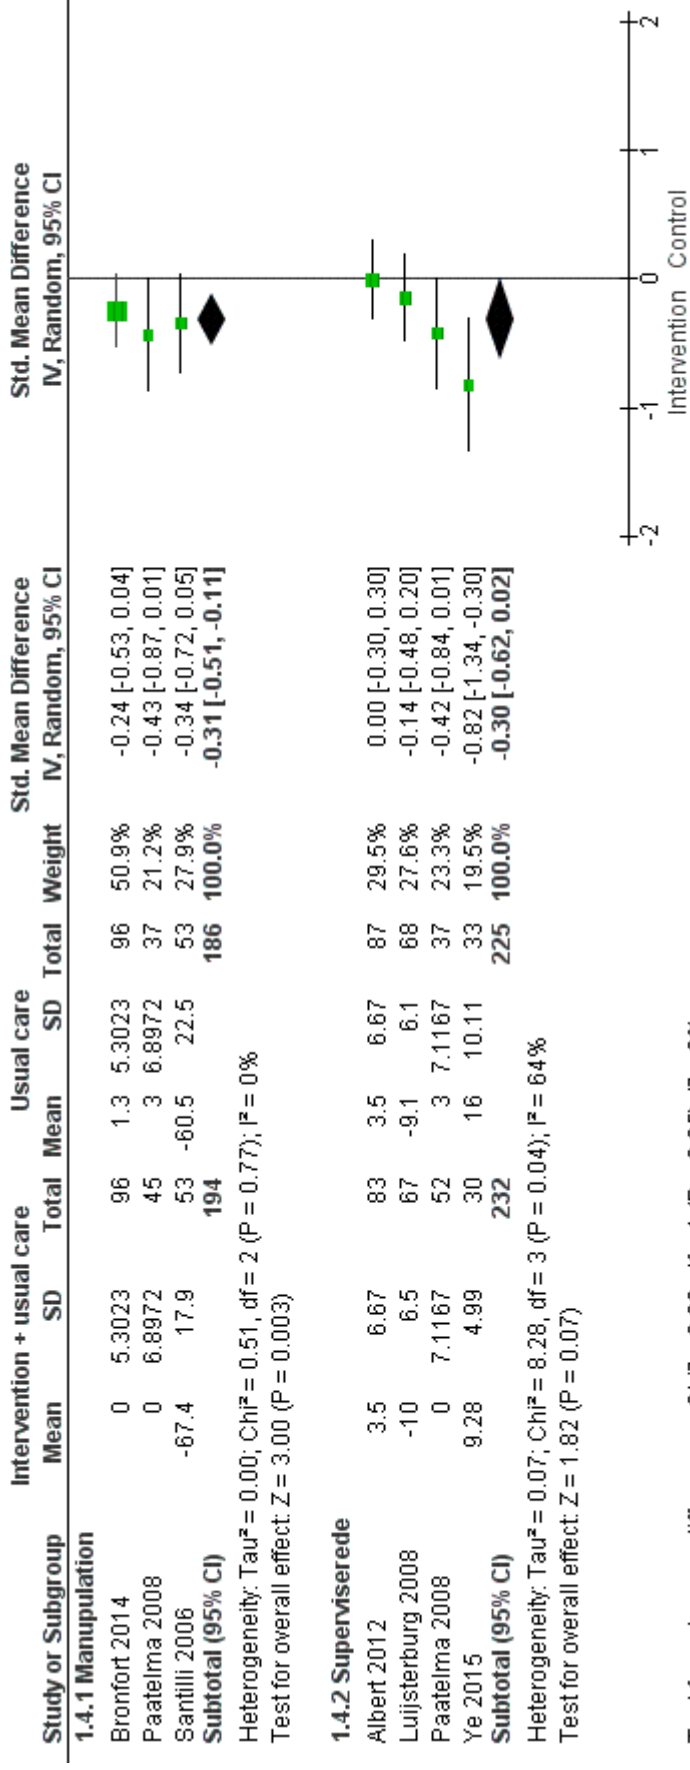 Intervention + usual care Usual care Std. Mean Difference Std. Mean Difference
Study or Subgroup Mean SD Total Mean SD Total Weight IV, Random, 95% CI IV, Random, 95% CI
1.4.1 Manupulation
Bronfort 2014 0 5.3023 96 1.3 5.3023 96 50.9% -0.24 [-0.53, 0.04]
Paatelma 2008 0 6.8972 45 3 6.8972 37 21.2% -0.43 [-0.87, 0.01]
Santilli 2006 -67.4 17.9 53 -60.5 22.5 53 27.9% -0.34 [-0.72, 0.05]
Subtotal (95% CI) 194 186 100.0% -0.31 [-0.51, -0.11]
Heterogeneity: Tau² = 0.00; Chi² = 0.51, df = 2 (P = 0.77); I² = 0%
Test for overall effect: Z = 3.00 (P = 0.003)
1.4.2 Superviserede
Albert 2012 3.5 6.67 83 3.5 6.67 87 29.5% 0.00 [-0.30, 0.30]
Luijsterburg 2008 -10 6.5 67 -9.1 6.1 68 27.6% -0.14 [-0.48, 0.20]
Paatelma 2008 0 7.1167 52 3 7.1167 37 23.3% -0.42 [-0.84, 0.01]
Ye 2015 9.28 4.99 30 16 10.11 33 19.5% -0.82 [-1.34, -0.30]
Subtotal (95% CI) 232 225 100.0% -0.30 [-0.62, 0.02]
Heterogeneity: Tau² = 0.07; Chi² = 8.28, df = 3 (P = 0.04); I² = 64%
Test for overall effect: Z = 1.82 (P = 0.07)
-2 -1 0 1 2
Intervention Control